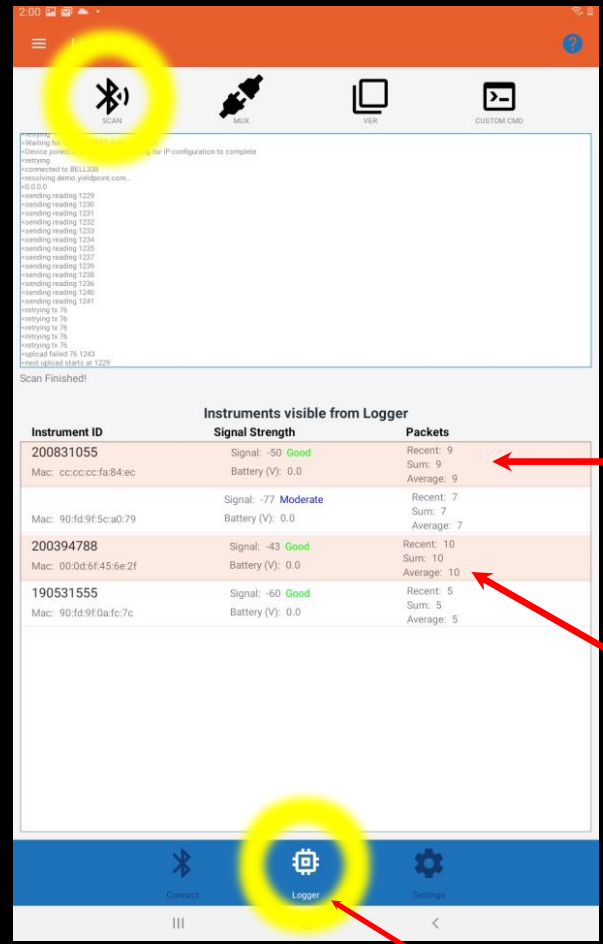 2:00
L
SCAN
MUX
VER
CUSTOM CMD
<retrying
<Waiting for
<Device joined a for IP configuration to complete
<retrying
<connected to BELL338
<resolving demo.yieldpoint.com..
<0.0.0.0
<sending reading 1229
<sending reading 1230
<sending reading 1231
<sending reading 1232
<sending reading 1233
<sending reading 1234
<sending reading 1235
<sending reading 1237
<sending reading 1239
<sending reading 1238
<sending reading 1236
<sending reading 1240
<sending reading 1241
<retrying tx 76
<retrying tx 76
<retrying tx 76
<retrying tx 76
<retrying tx 76
<upload failed 76 1243
<next upload starts at 1229
Scan Finished!
Instruments visible from Logger
Instrument ID Signal Strength Packets
200831055 Signal: -50 Good Recent: 9
Sum: 9
Mac: cc:cc:cc:fa:84:ec Battery (V): 0.0 Average: 9
Signal: -77 Moderate Recent: 7
Sum: 7
Mac: 90:fd:9f:5c:a0:79 Battery (V): 0.0 Average: 7
200394788 Signal: -43 Good Recent: 10
Sum: 10
Mac: 00:0d:6f:45:6e:2f Battery (V): 0.0 Average: 10
190531555 Signal: -60 Good Recent: 5
Sum: 5
Mac: 90:fd:9f:0a:fc:7c Battery (V): 0.0 Average: 5
Connect Logger Settings